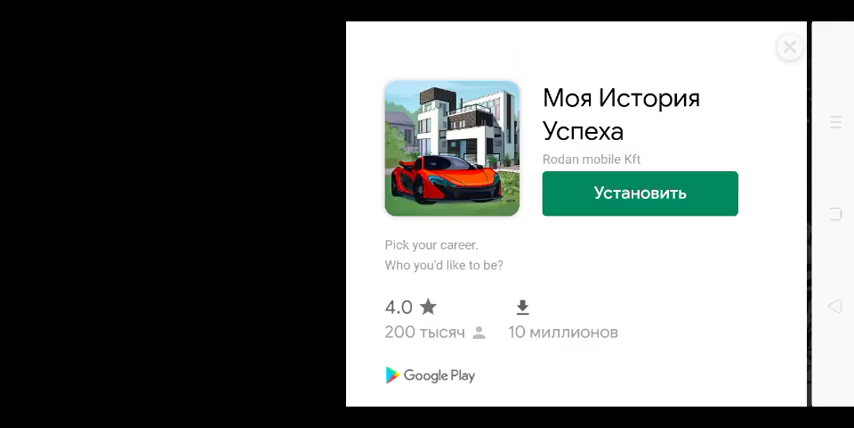 Моя История
Успеха
Rodan mobile Kft
Установить
Pick your career.
Who you'd like to be?
4.0
200 тысяч
10 миллионов
Google Play